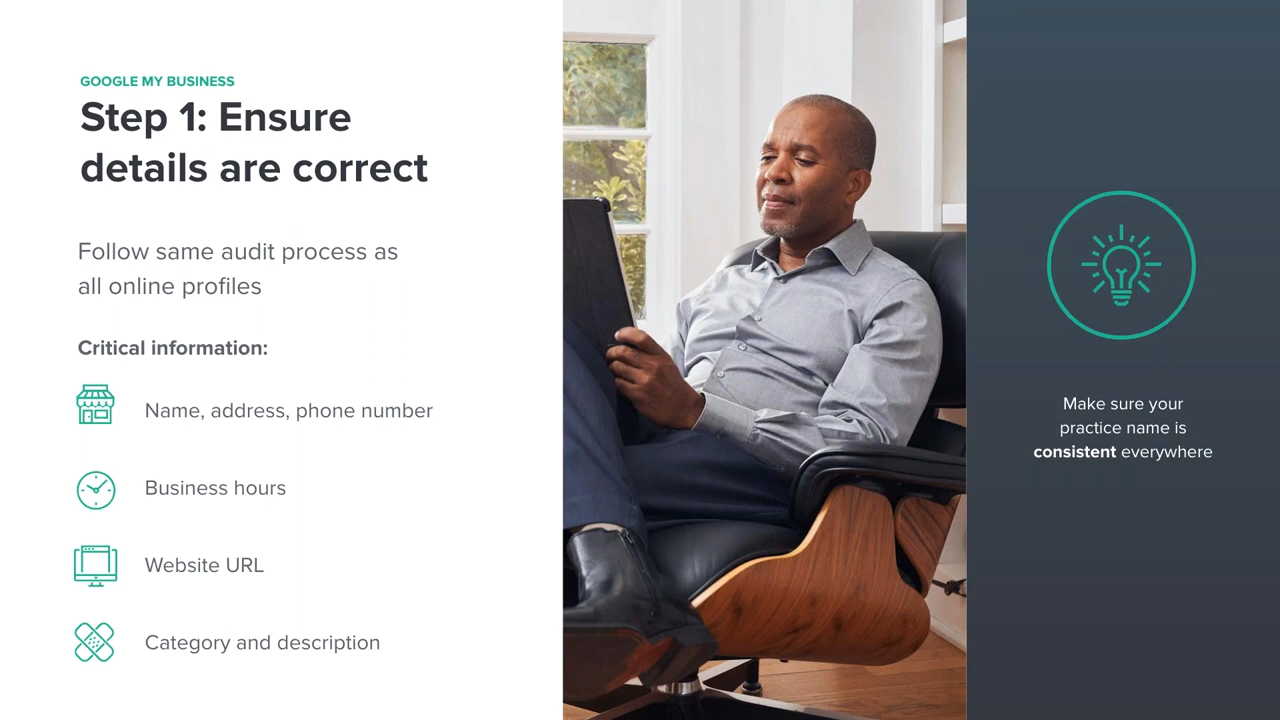 GOOGLE MY BUSINESS
Step 1: Ensure
details are correct
Follow same audit process as
all online profiles
Critical information:
Name, address, phone number
Business hours
Website URL
Category and description
Make sure your
practice name is
consistent everywhere